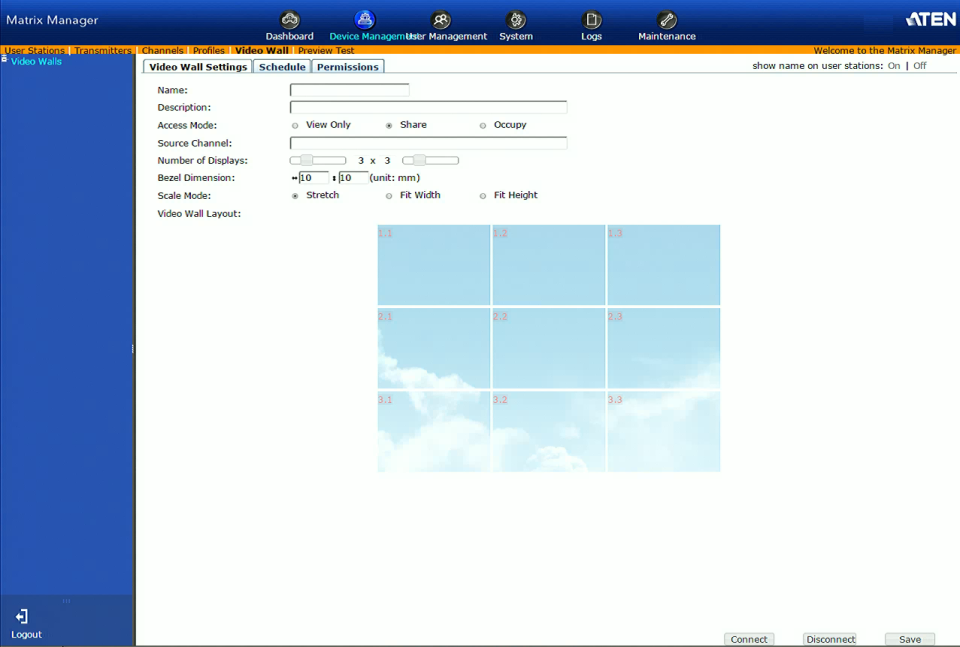 Matrix Manager
ATEN
Dashboard Device Management User Management System Logs Maintenance
User Stations Transmitters Channels Profiles Video Wall Preview Test Welcome to the Matrix Manager
Video Walls
Video Wall Settings Schedule Permissions show name on user stations: On | Off
Name:
Description:
Access Mode: View Only Share Occupy
Source Channel:
Number of Displays: 3 x 3
Bezel Dimension: 10 10 (unit: mm)
Scale Mode: Stretch Fit Width Fit Height
Video Wall Layout:
1.1 1.2 1.3
2.1 2.2 2.3
3.1 3.2 3.3
Logout
Connect Disconnect Save